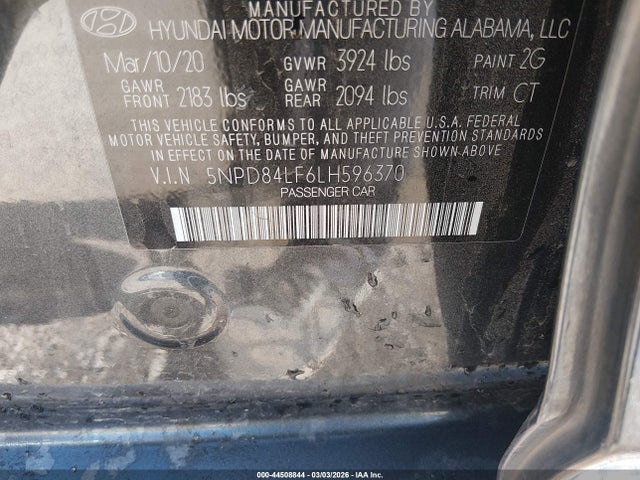 MANUFACTURED BY
HYUNDAI MOTOR MANUFACTURING ALABAMA, LLC
Mar/10/20 GVWR 3924 lbs PAINT 2G
GAWR FRONT 2183 lbs GAWR REAR 2094 lbs TRIM CT
THIS VEHICLE CONFORMS TO ALL APPLICABLE U.S.A. FEDERAL
MOTOR VEHICLE SAFETY, BUMPER, AND THEFT PREVENTION STANDARDS
IN EFFECT ON THE DATE OF MANUFACTURE SHOWN ABOVE.
V.I.N 5NPD84LF6LH596370
PASSENGER CAR
000-44508844 - 03/03/2026 - IAA Inc.